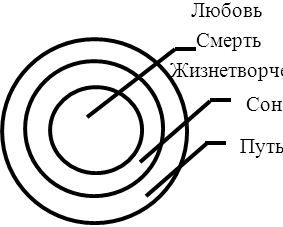 Любовь
Смерть
Жизнетворче
Сон
Путь